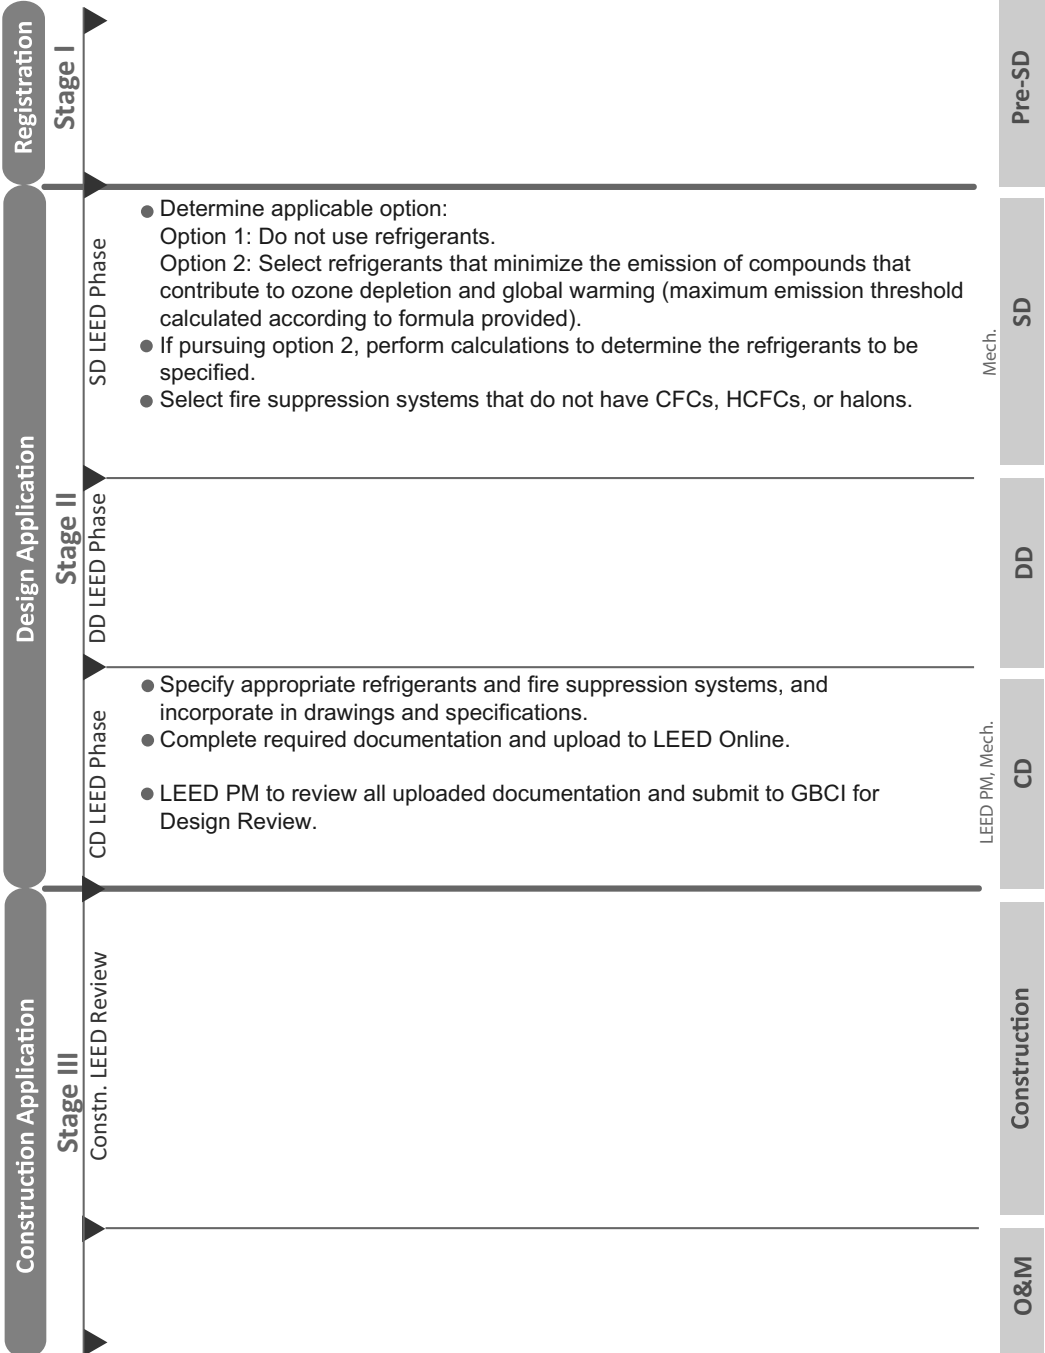 Registration
Stage I
Pre-SD
Design Application
Stage II
SD LEED Phase
● Determine applicable option:
Option 1: Do not use refrigerants.
Option 2: Select refrigerants that minimize the emission of compounds that
contribute to ozone depletion and global warming (maximum emission threshold
calculated according to formula provided).
● If pursuing option 2, perform calculations to determine the refrigerants to be
specified.
● Select fire suppression systems that do not have CFCs, HCFCs, or halons.
Mech.
SD
DD LEED Phase
DD
CD LEED Phase
● Specify appropriate refrigerants and fire suppression systems, and
incorporate in drawings and specifications.
● Complete required documentation and upload to LEED Online.
● LEED PM to review all uploaded documentation and submit to GBCI for
Design Review.
LEED PM, Mech.
CD
Construction Application
Stage III
Constn. LEED Review
Construction
O&M